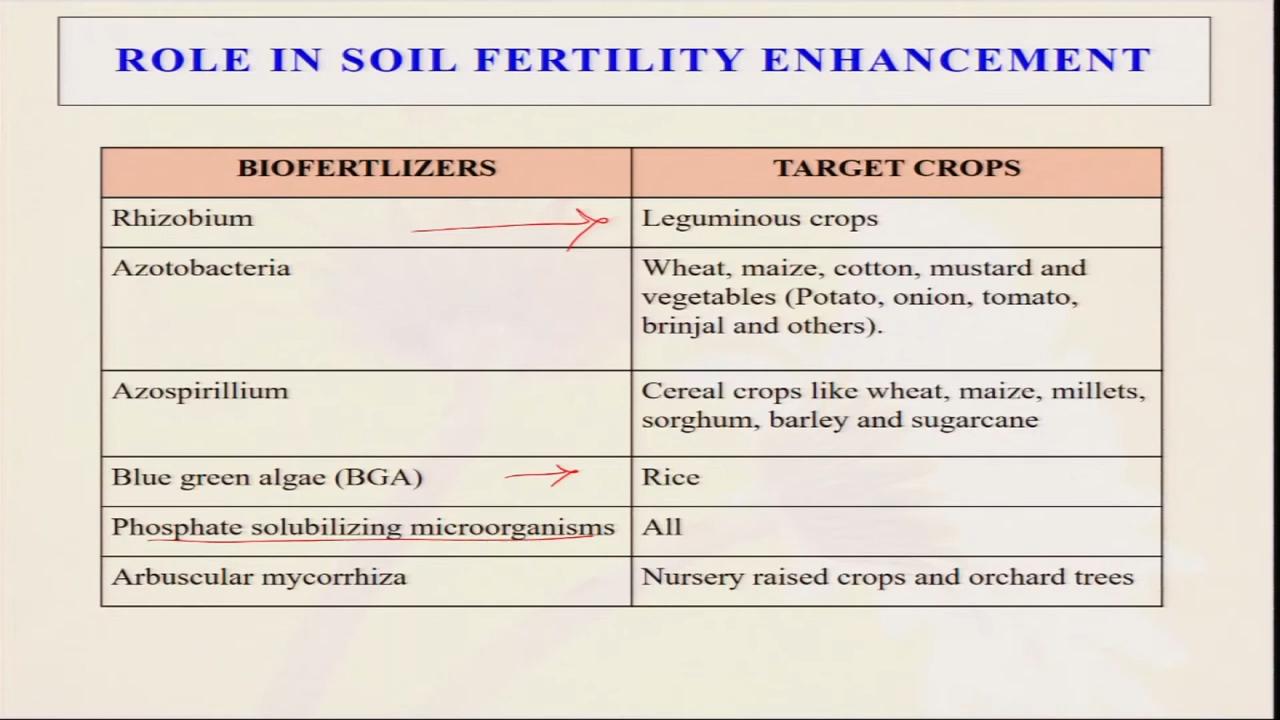 ROLE IN SOIL FERTILITY ENHANCEMENT
BIOFERTLIZERS
TARGET CROPS
Rhizobium
Leguminous crops
Azotobacteria
Wheat, maize, cotton, mustard and
vegetables (Potato, onion, tomato,
brinjal and others).
Azospirillium
Cereal crops like wheat, maize, millets,
sorghum, barley and sugarcane
Blue green algae (BGA)
Rice
Phosphate solubilizing microorganisms
All
Arbuscular mycorrhiza
Nursery raised crops and orchard trees